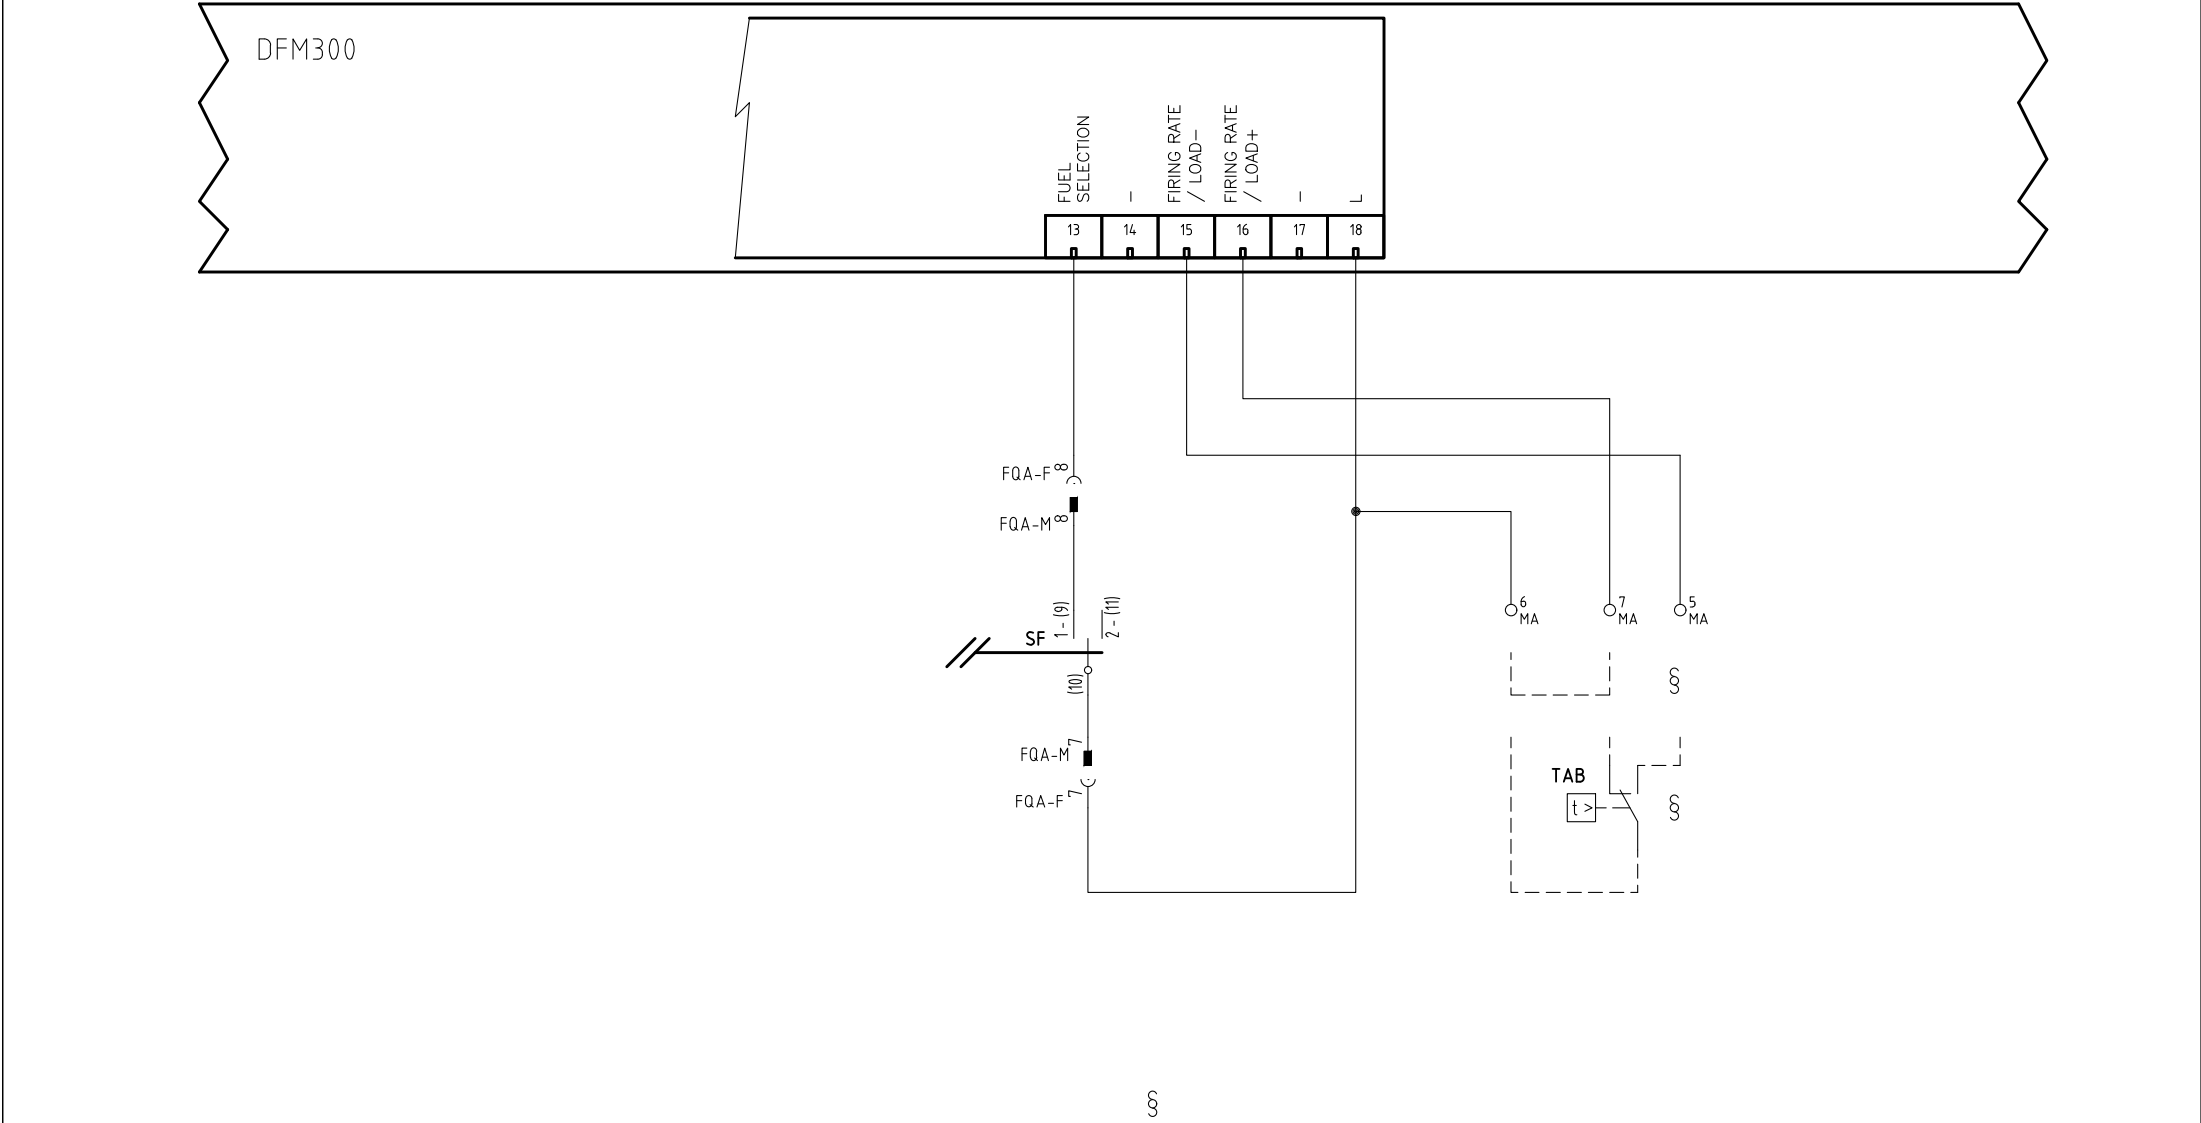 DFM300
FUEL
SELECTION
–
FIRING RATE
/ LOAD–
FIRING RATE
/ LOAD+
–
L
13 14 15 16 17 18
FQA-F 8
FQA-M 8
1 - (9)
2 - (11)
SF
(10)
FQA-M 7
FQA-F 7
6
MA
7
MA
5
MA
§
TAB
t >
§
§